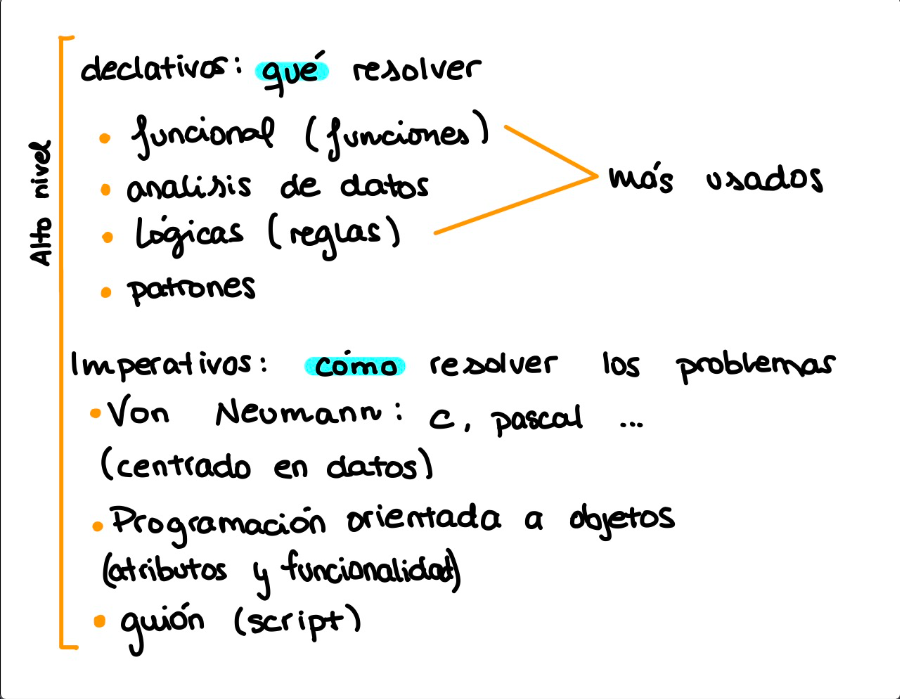 declativos: qué resolver
• funcional (funciones)
• analisis de datos
• lógicas (reglas)
• patrones
más usados
Alto nivel
Imperativos: cómo resolver los problemas
• Von Neumann: c, pascal ...
(centrado en datos)
• Programación orientada a objetos
(atributos y funcionalidad)
• guión (script)